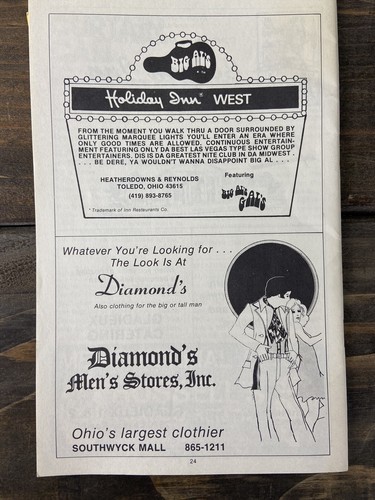 BIG AL'S
Holiday Inn* WEST
FROM THE MOMENT YOU WALK THRU A DOOR SURROUNDED BY
GLITTERING MARQUEE LIGHTS YOU'LL ENTER AN ERA WHERE
ONLY GOOD TIMES ARE ALLOWED. CONTINUOUS ENTERTAIN-
MENT FEATURING ONLY DA BEST LAS VEGAS TYPE SHOW GROUP
ENTERTAINERS. DIS IS DA GREATEST NITE CLUB IN DA MIDWEST .
. . BE DERE, YA WOULDN'T WANNA DISAPPOINT BIG AL . . .
HEATHERDOWNS & REYNOLDS
TOLEDO, OHIO 43615
(419) 893-8765
Featuring
BIG AL'S
GALS
*Trademark of Inn Restaurants Co.
Whatever You're Looking for . . .
The Look Is At
Diamond's
Also clothing for the big or tall man
Diamond's
Men's Stores, Inc.
Ohio's largest clothier
SOUTHWYCK MALL 865-1211
24